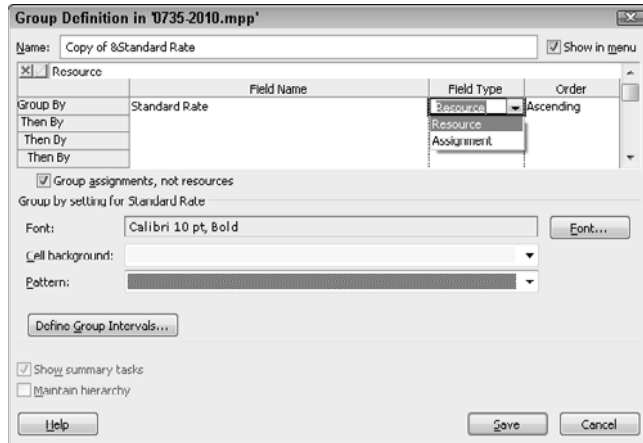 Group Definition in '0735-2010.mpp'
Name: Copy of &Standard Rate Show in menu
Resource
Field Name Field Type Order
Group By Standard Rate Resource Ascending
Then By Resource
Then By Assignment
Then By
Group assignments, not resources
Group by setting for Standard Rate
Font: Calibri 10 pt, Bold Font...
Cell background:
Pattern:
Define Group Intervals...
Show summary tasks
Maintain hierarchy
Help Save Cancel